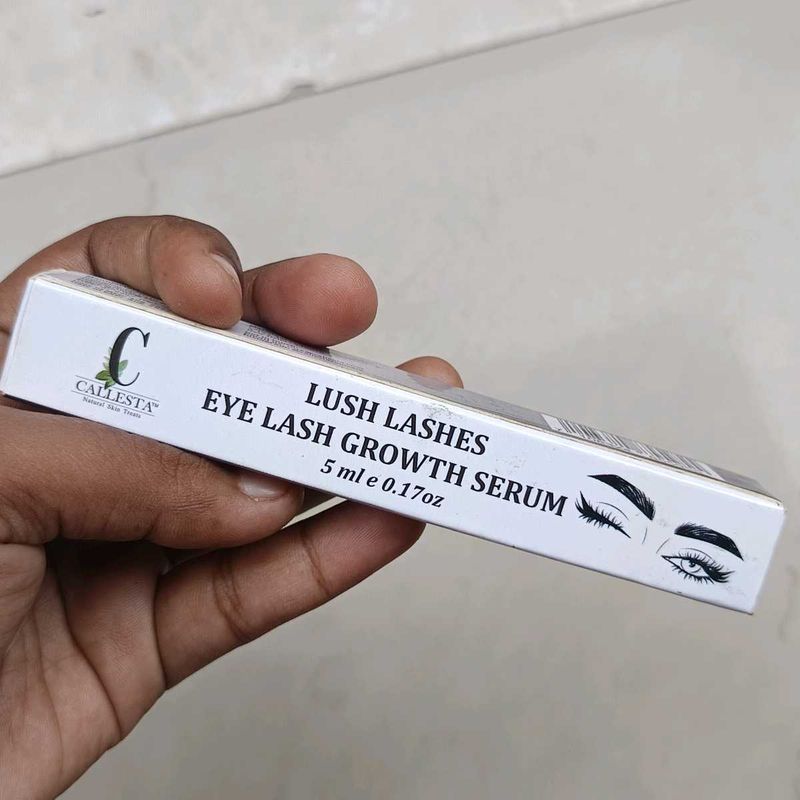 C
CALLESTA™
Natural Skin Treats
LUSH LASHES
EYE LASH GROWTH SERUM
5 ml e 0.17oz